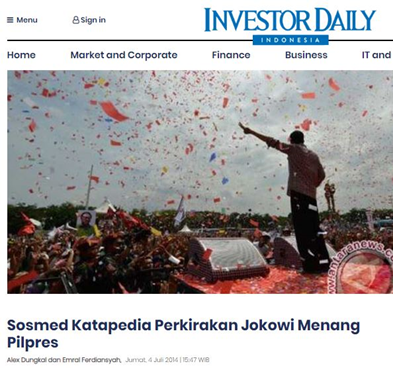 Menu
Sign in
INVESTOR DAILY
INDONESIA
Home Market and Corporate Finance Business IT and
antaranews.com
Sosmed Katapedia Perkirakan Jokowi Menang
Pilpres
Alex Dungkal dan Emral Ferdiansyah, Jumat, 4 Juli 2014 | 15:47 WIB